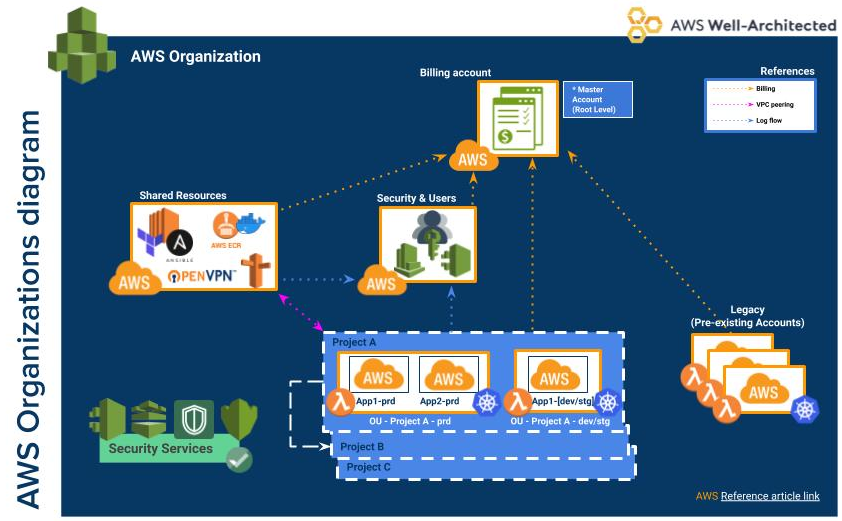 AWS Well-Architected
AWS Organization
AWS Organizations diagram
Billing account
* Master
Account
(Root Level)
References
Billing
VPC peering
Log flow
AWS
Shared Resources
ANSIBLE
AWS ECR
OPENVPN™
AWS
Security & Users
AWS
Legacy
(Pre-existing Accounts)
AWS
Project A
AWS
App1-prd
AWS
App2-prd
AWS
App1-[dev/stg]
OU - Project A - prd
OU - Project A - dev/stg
Project B
Project C
Security Services
AWS Reference article link